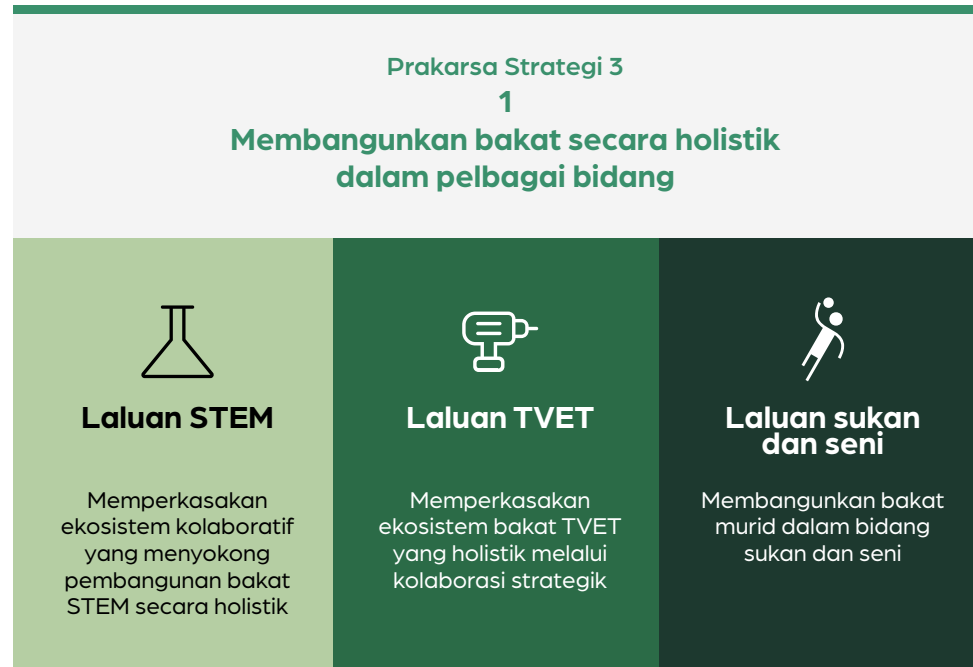 Prakarsa Strategi 3
1
Membangunkan bakat secara holistik
dalam pelbagai bidang
Laluan STEM
Memperkasakan
ekosistem kolaboratif
yang menyokong
pembangunan bakat
STEM secara holistik
Laluan TVET
Memperkasakan
ekosistem bakat TVET
yang holistik melalui
kolaborasi strategik
Laluan sukan
dan seni
Membangunkan bakat
murid dalam bidang
sukan dan seni